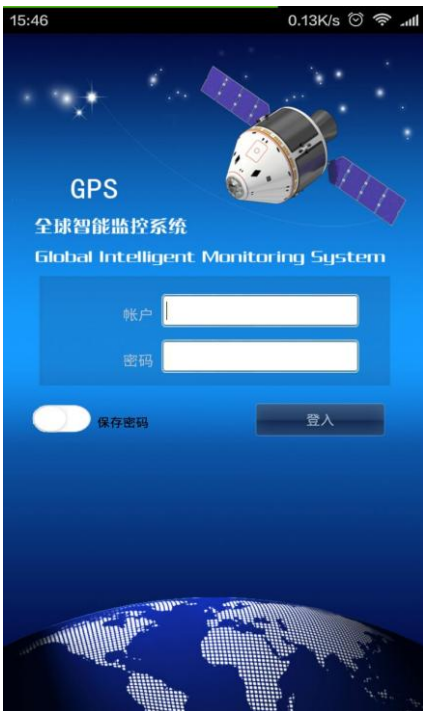 15:46 0.13K/s
GPS
全球智能监控系统
Global Intelligent Monitoring System
帐户
密码
保存密码 登入